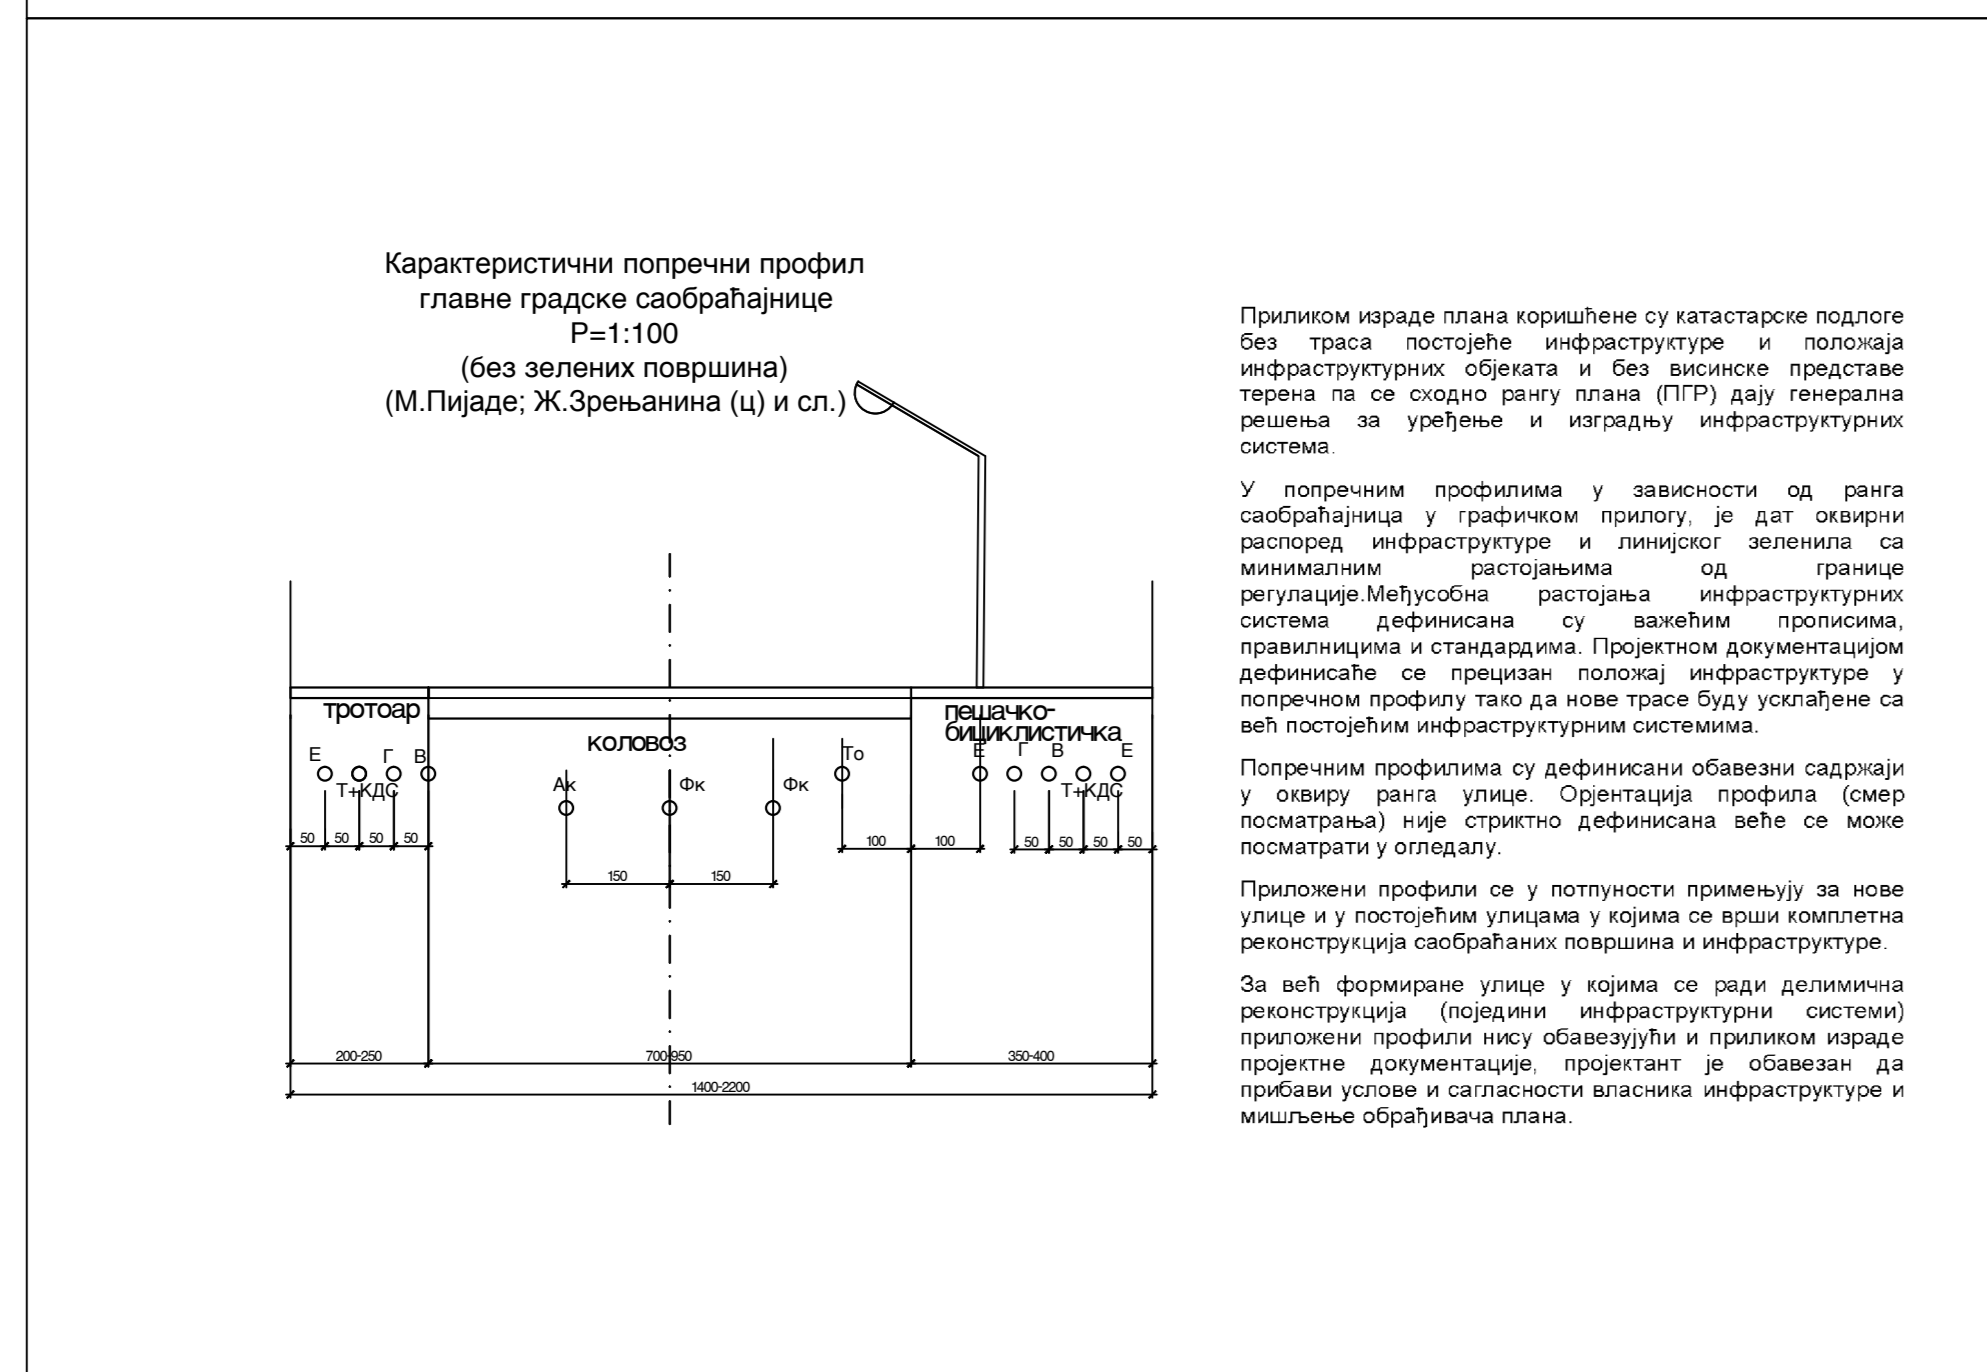 Карактеристични попречни профил
главне градске саобраћајнице
Р=1:100
(без зелених површина)
(М.Пијаде; Ж.Зрењанина (ц) и сл.)
тротоар
коловоз
пешачко-
бициклистичка
Е
Г
В
Т+КДС
Ак
Фк
Фк
То
Е
Г
В
Е
Т+КДС
50
50
50
50
100
100
50
50
50
50
150
150
200-250
700-950
350-400
1400-2200
Приликом израде плана коришћене су катастарске подлоге
без траса постојеће инфраструктуре и положаја
инфраструктурних објеката и без висинске представе
терена па се сходно рангу плана (ПГР) дају генерална
решења за уређење и изградњу инфраструктурних
система.
У попречним профилима у зависности од ранга
саобраћајница у графичком прилогу, је дат оквирни
распоред инфраструктуре и линијског зеленила са
минималним растојањима од границе
регулације.Међусобна растојања инфраструктурних
система дефинисана су важећим прописима,
правилницима и стандардима. Пројектном документацијом
дефинисаће се прецизан положај инфраструктуре у
попречном профилу тако да нове трасе буду усклађене са
већ постојећим инфраструктурним системима.
Попречним профилима су дефинисани обавезни садржаји
у оквиру ранга улице. Орјентација профила (смер
посматрања) није стриктно дефинисана веће се може
посматрати у огледалу.
Приложени профили се у потпуности примењују за нове
улице и у постојећим улицама у којима се врши комплетна
реконструкција саобраћаних површина и инфраструктуре.
За већ формиране улице у којима се ради делимична
реконструкција (поједини инфраструктурни системи)
приложени профили нису обавезујући и приликом израде
пројектне документације, пројектант је обавезан да
прибави услове и сагласности власника инфраструктуре и
мишљење обрађивача плана.